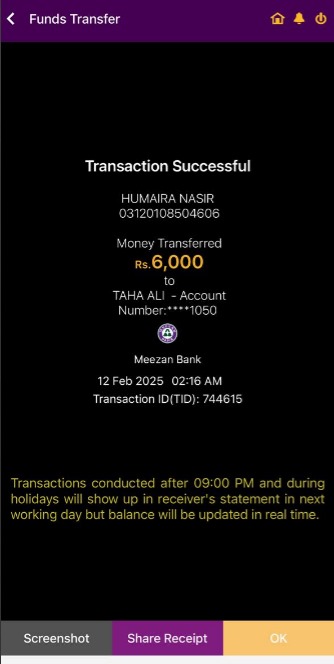 Funds Transfer
Transaction Successful
HUMAIRA NASIR
03120108504606
Money Transferred
Rs.6,000
to
TAHA ALI - Account
Number:****1050
Meezan Bank
12 Feb 2025 02:16 AM
Transaction ID(TID): 744615
Transactions conducted after 09:00 PM and during
holidays will show up in receiver's statement in next
working day but balance will be updated in real time.
Screenshot Share Receipt OK